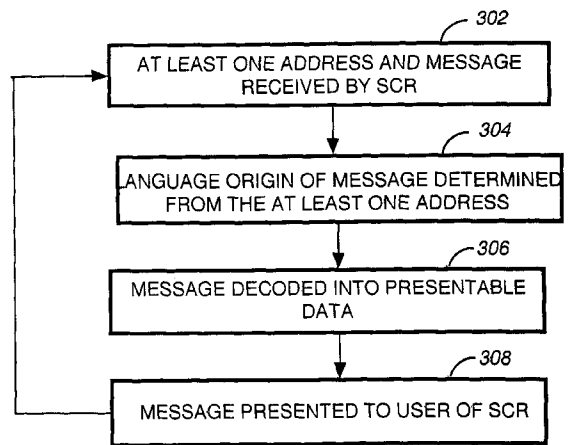 302
AT LEAST ONE ADDRESS AND MESSAGE
RECEIVED BY SCR
304
LANGUAGE ORIGIN OF MESSAGE DETERMINED
FROM THE AT LEAST ONE ADDRESS
306
MESSAGE DECODED INTO PRESENTABLE
DATA
308
MESSAGE PRESENTED TO USER OF SCR